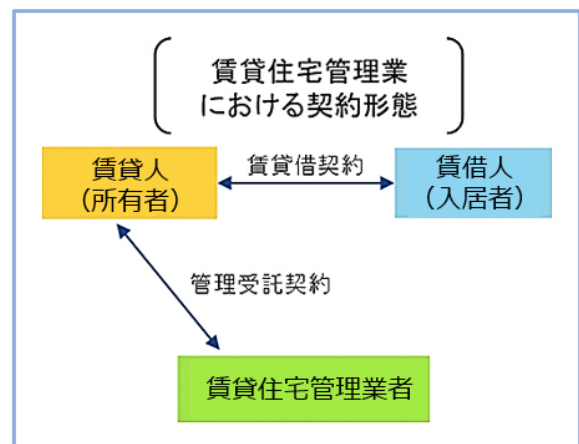 賃貸住宅管理業
における契約形態
賃貸人
（所有者）
賃貸借契約
賃借人
（入居者）
管理受託契約
賃貸住宅管理業者